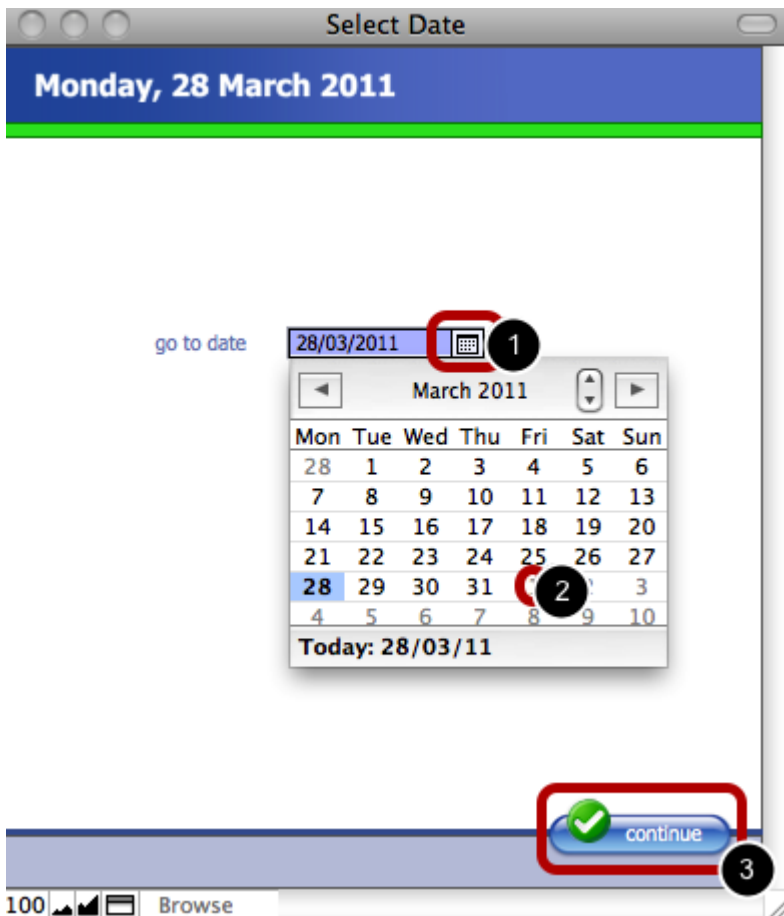 Select Date
Monday, 28 March 2011
go to date 28/03/2011 1
March 2011
Mon Tue Wed Thu Fri Sat Sun
28 1 2 3 4 5 6
7 8 9 10 11 12 13
14 15 16 17 18 19 20
21 22 23 24 25 26 27
28 29 30 31 2 3
4 5 6 7 8 9 10
Today: 28/03/11
continue
3
100 Browse